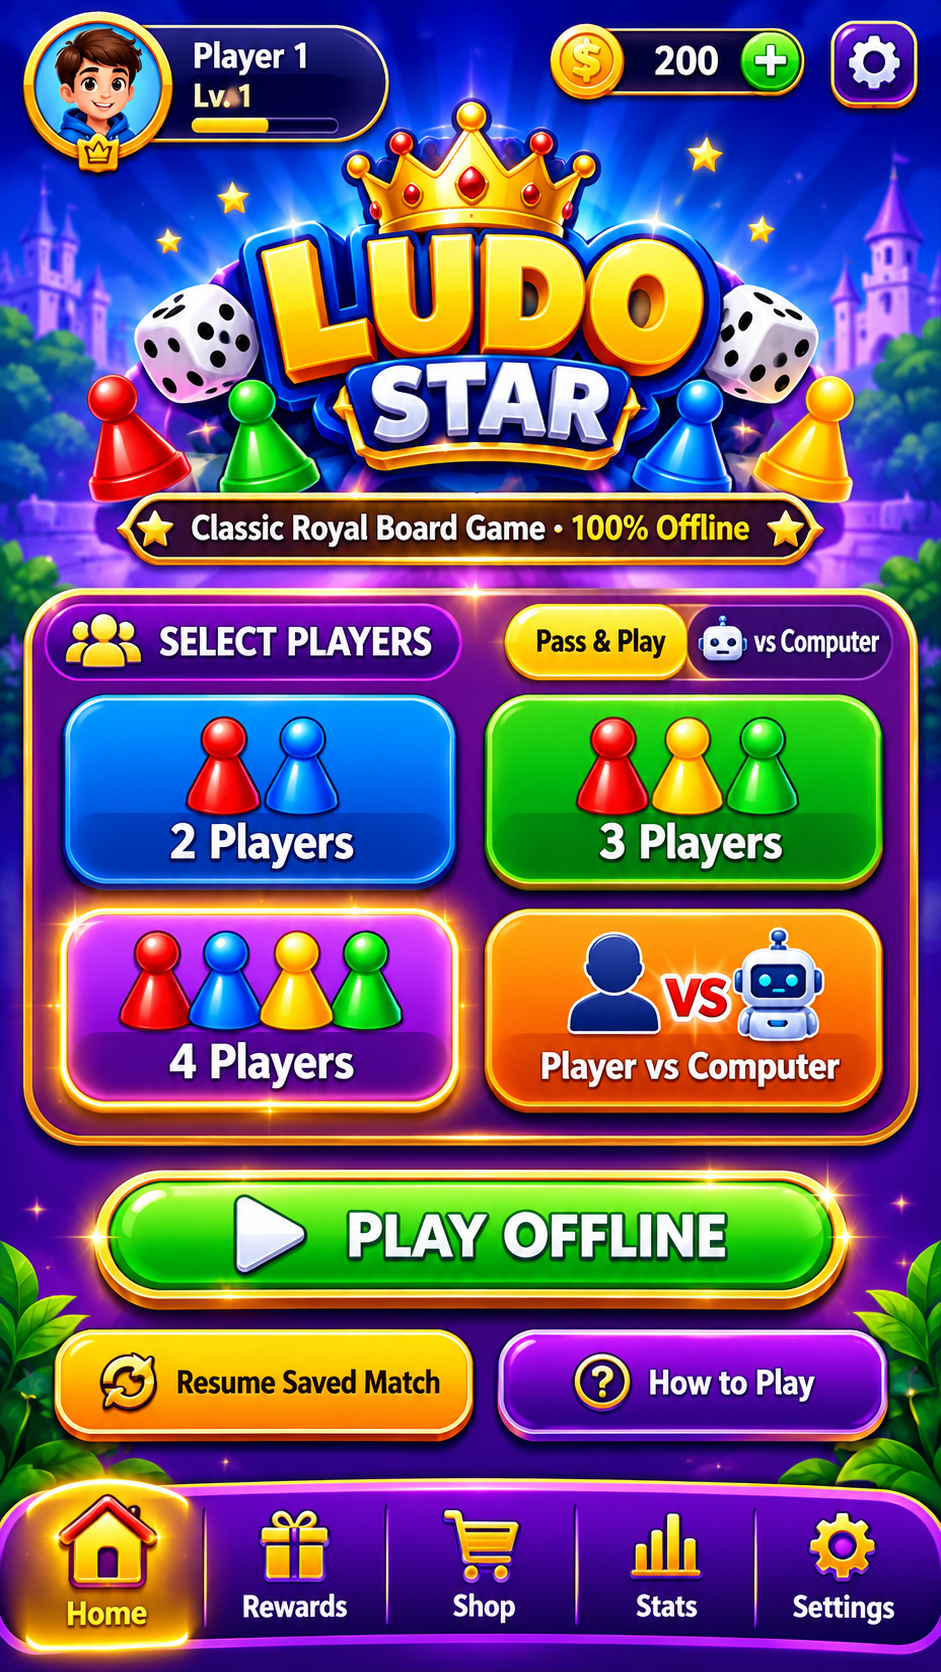 Player 1
Lv. 1
200
LUDO
STAR
Classic Royal Board Game • 100% Offline
SELECT PLAYERS
Pass & Play
vs Computer
2 Players
3 Players
4 Players
VS
Player vs Computer
PLAY OFFLINE
Resume Saved Match
How to Play
Home
Rewards
Shop
Stats
Settings